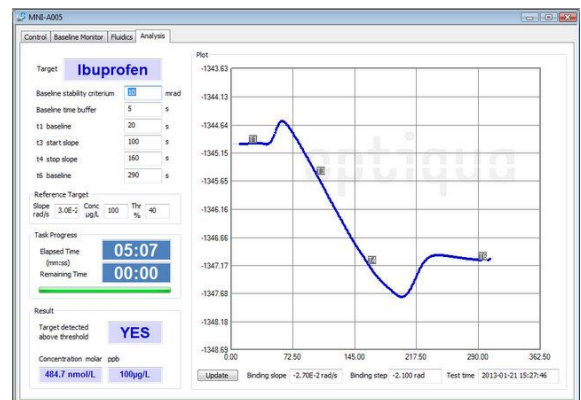 MNI-A005
Control Baseline Monitor Fluidics Analysis
Target Ibuprofen
Baseline stability criterium 10 mrad
Baseline time buffer 5 s
t1 baseline 20 s
t3 start slope 100 s
t4 stop slope 160 s
t6 baseline 290 s
Reference Target
Slope rad/s 3.0E-2 Conc µg/L 100 Thr % 40
Task Progress
Elapsed Time 05:07
(mm:ss)
Remaining Time 00:00
Result
Target detected above threshold YES
Concentration molar ppb
484.7 nmol/L 100µg/L
Plot
-1343.63
-1344.13
-1344.64
-1345.15
-1345.65
-1346.16
-1346.66
-1347.17
-1347.68
-1348.18
-1348.69
optiqua
0.00 72.50 145.00 217.50 290.00 362.50
Update Binding slope -2.70E-2 rad/s Binding step -2.100 rad Test time 2013-01-21 15:27:46